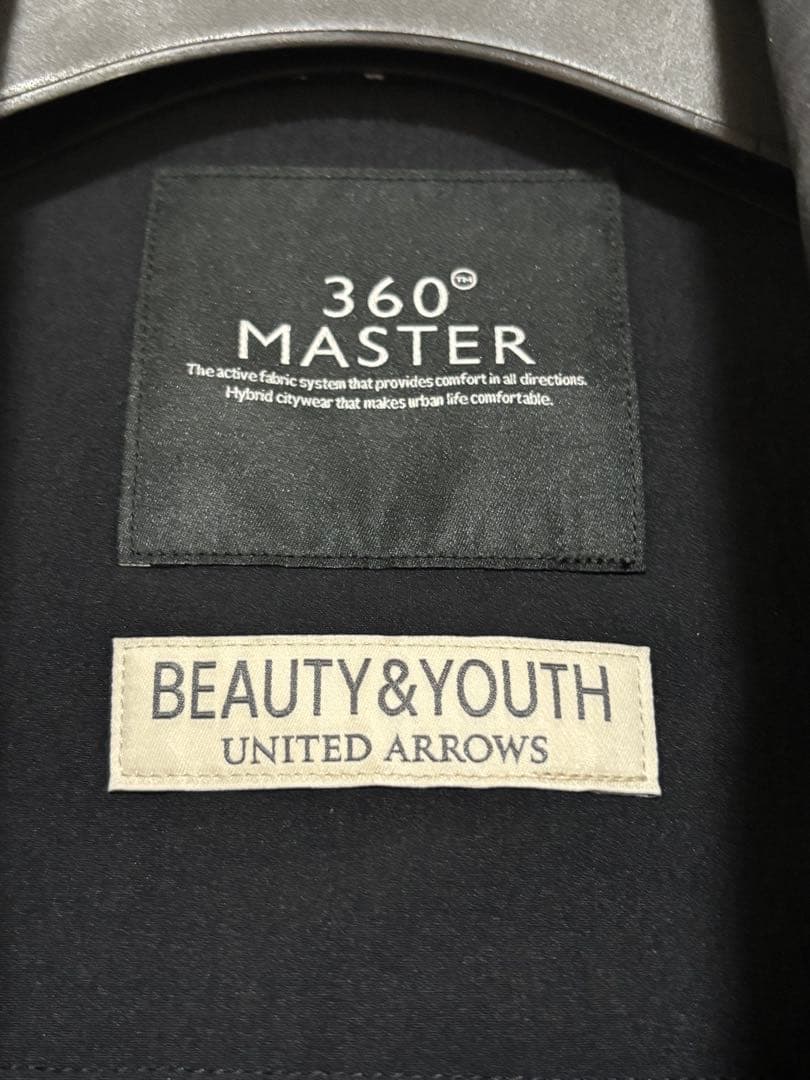 360°™
MASTER
The active fabric system that provides comfort in all directions.
Hybrid citywear that makes urban life comfortable.
BEAUTY&YOUTH
UNITED ARROWS